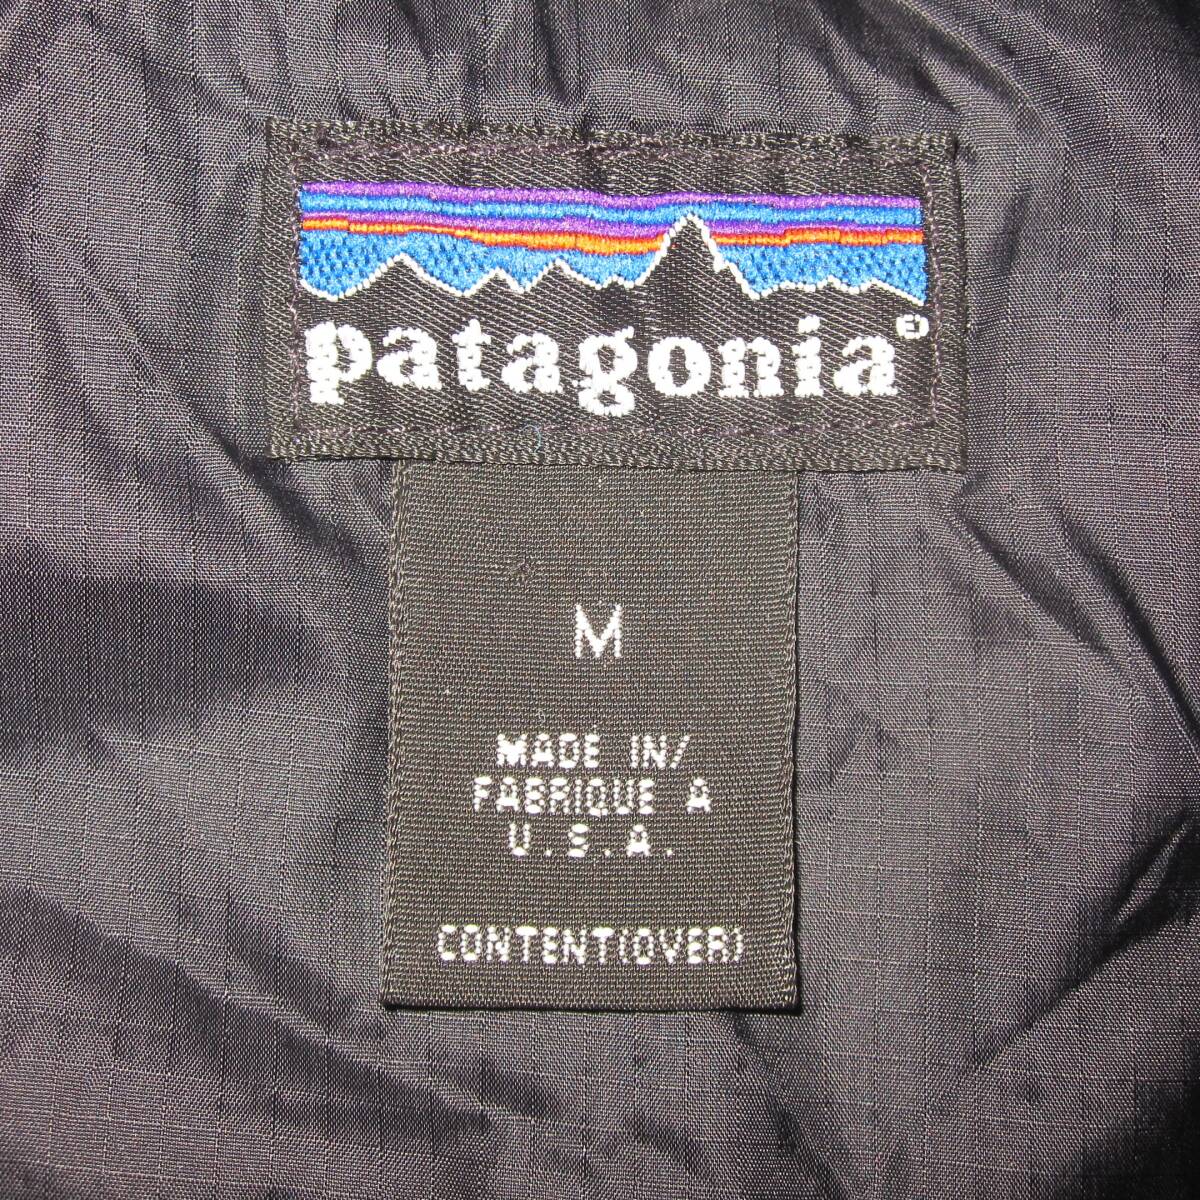 patagonia®
M
MADE IN/
FABRIQUE A
U.S.A.
CONTENT(OVER)